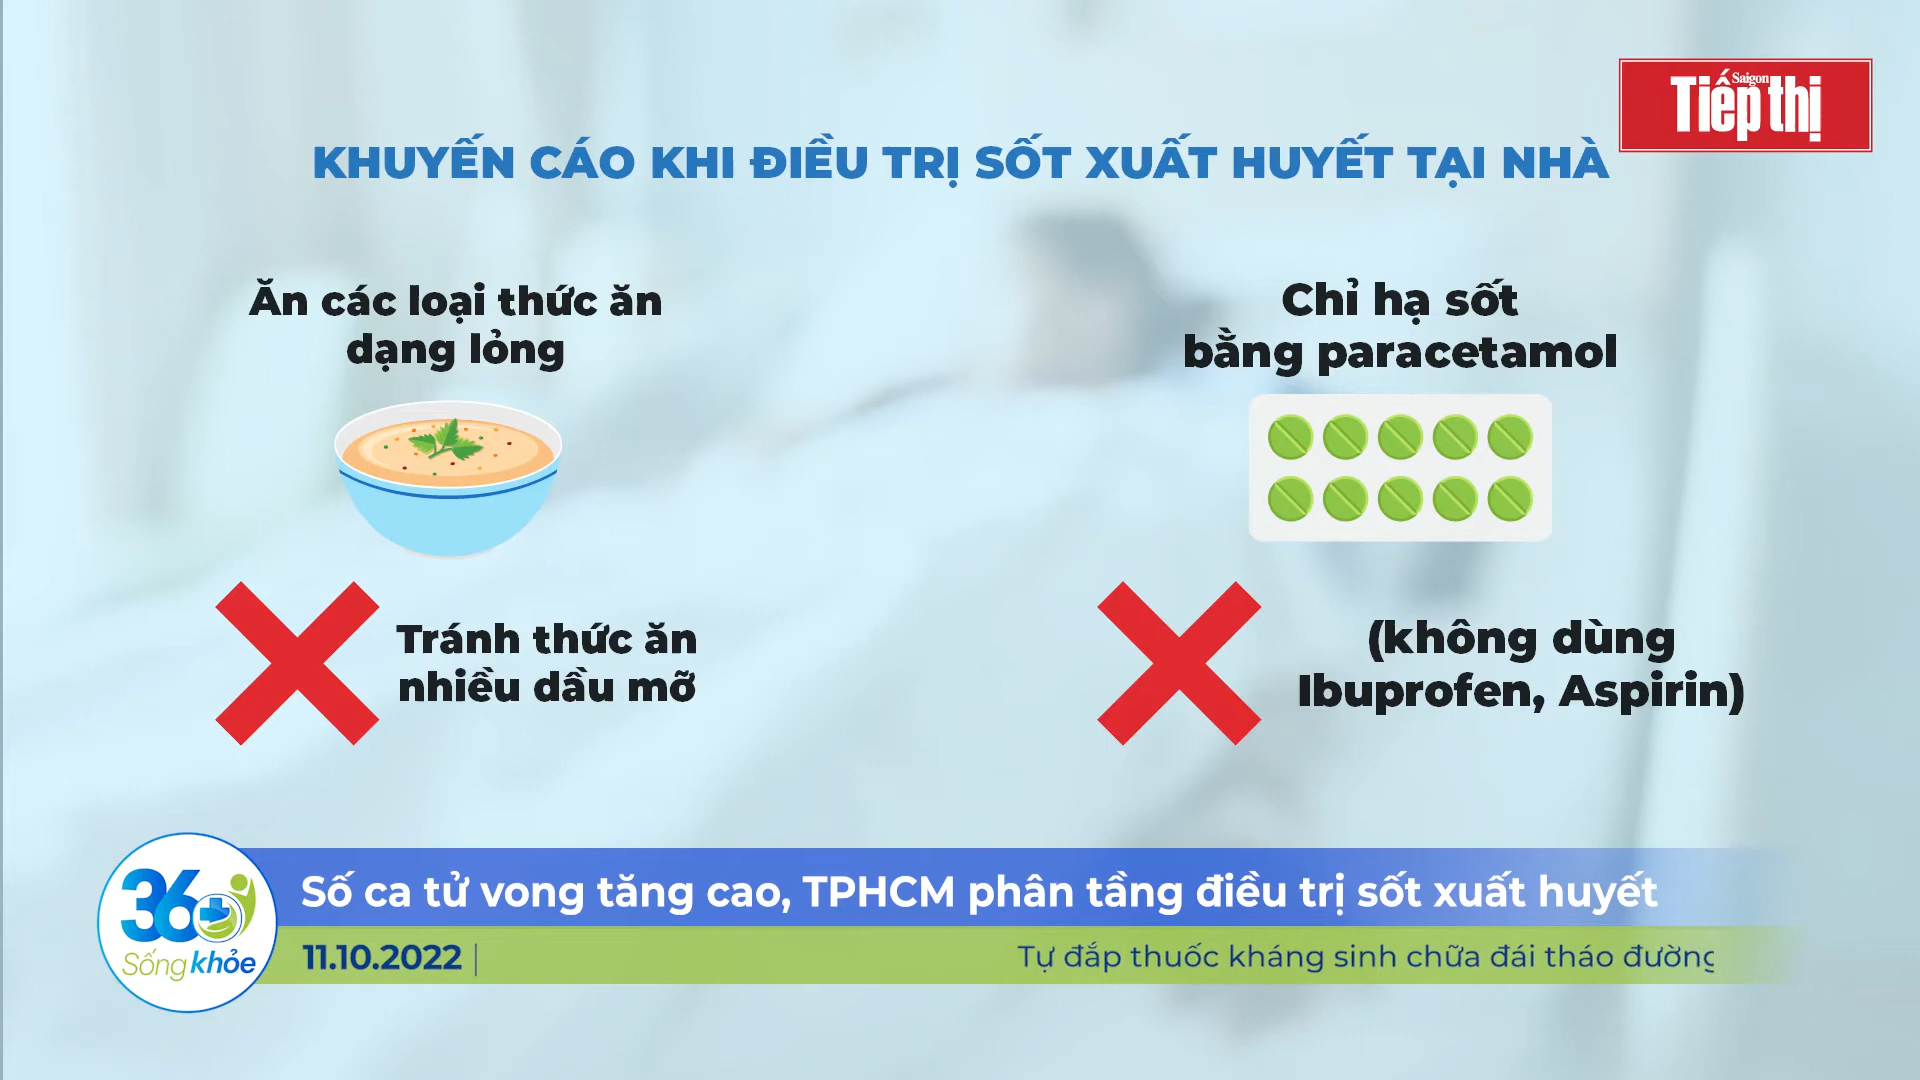 Saigon
Tiếp thị
KHUYẾN CÁO KHI ĐIỀU TRỊ SỐT XUẤT HUYẾT TẠI NHÀ
Ăn các loại thức ăn
dạng lỏng
Chỉ hạ sốt
bằng paracetamol
Tránh thức ăn
nhiều dầu mỡ
(không dùng
Ibuprofen, Aspirin)
360
Sống khỏe
Số ca tử vong tăng cao, TPHCM phân tầng điều trị sốt xuất huyết
11.10.2022 |
Tự đắp thuốc kháng sinh chữa đái tháo đường